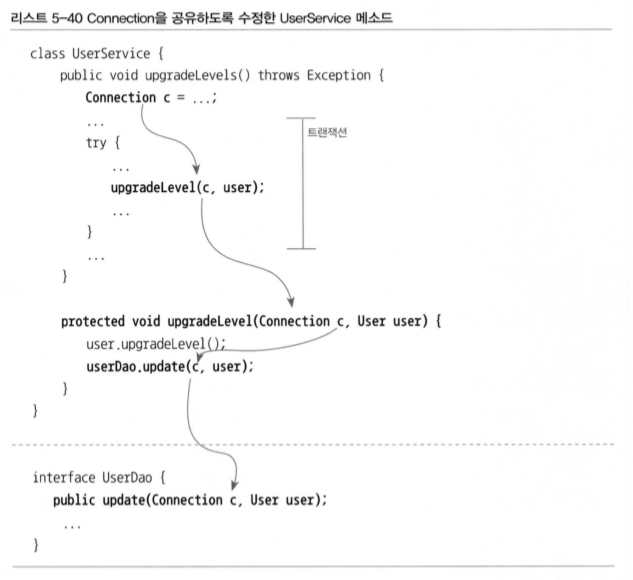 리스트 5-40 Connection을 공유하도록 수정한 UserService 메소드
class UserService {
public void upgradeLevels() throws Exception {
Connection c = ...;
...
try {
트랜잭션
...
upgradeLevel(c, user);
...
}
...
}
protected void upgradeLevel(Connection c, User user) {
user.upgradeLevel();
userDao.update(c, user);
}
}
interface UserDao {
public update(Connection c, User user);
...
}